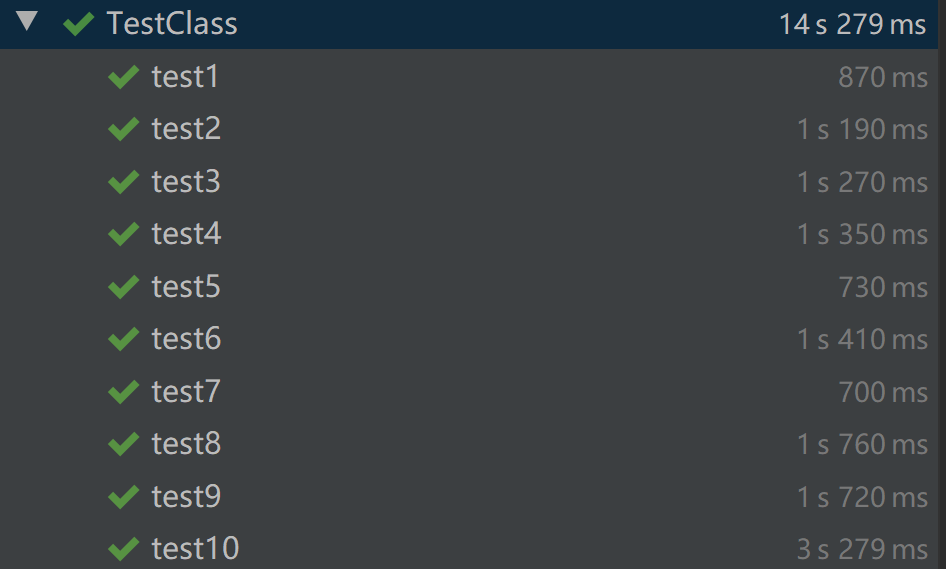 TestClass 14 s 279 ms
test1 870 ms
test2 1 s 190 ms
test3 1 s 270 ms
test4 1 s 350 ms
test5 730 ms
test6 1 s 410 ms
test7 700 ms
test8 1 s 760 ms
test9 1 s 720 ms
test10 3 s 279 ms